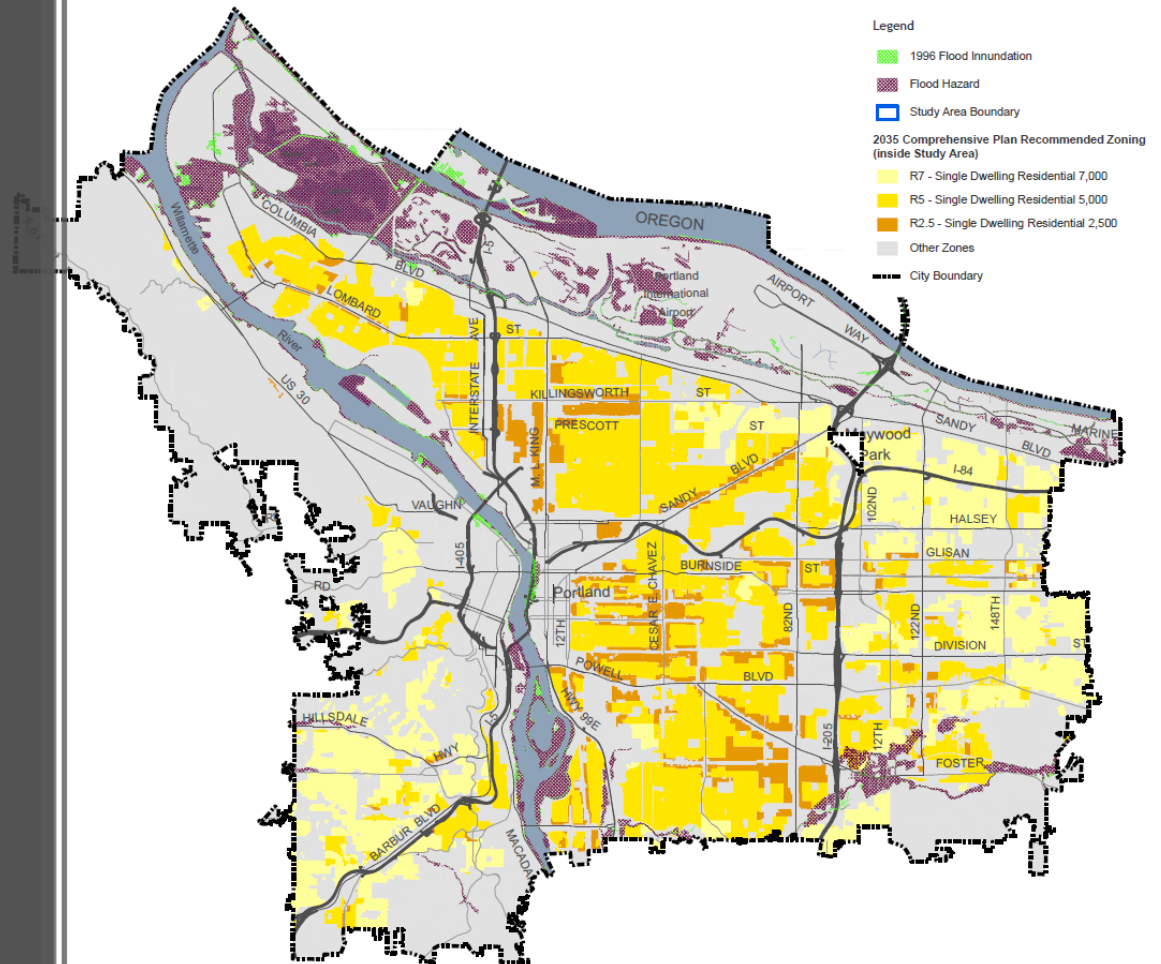 Legend
1996 Flood Innundation
Flood Hazard
Study Area Boundary
2035 Comprehensive Plan Recommended Zoning
(inside Study Area)
R7 - Single Dwelling Residential 7,000
R5 - Single Dwelling Residential 5,000
R2.5 - Single Dwelling Residential 2,500
Other Zones
City Boundary
OREGON
COLUMBIA
BLVD
Willamette
River
I-5
Portland
International
Airport
AIRPORT
WAY
LOMBARD
ST
INTERSTATE AVE
US 30
KILLINGSWORTH
ST
PRESCOTT
ST
M. L. KING
SANDY
BLVD
SANDY
BLVD
MARINE
aywood
Park
I-84
102ND
HALSEY
VAUGHN
I-405
GLISAN
BURNSIDE
ST
RD
Portland
12TH
CESAR E. CHAVEZ
82ND
122ND
148TH
DIVISION
ST
POWELL
BLVD
HWY 99E
HILLSDALE
HWY
I-5
I-205
12TH
FOSTER
BARBUR BLVD
MACADA